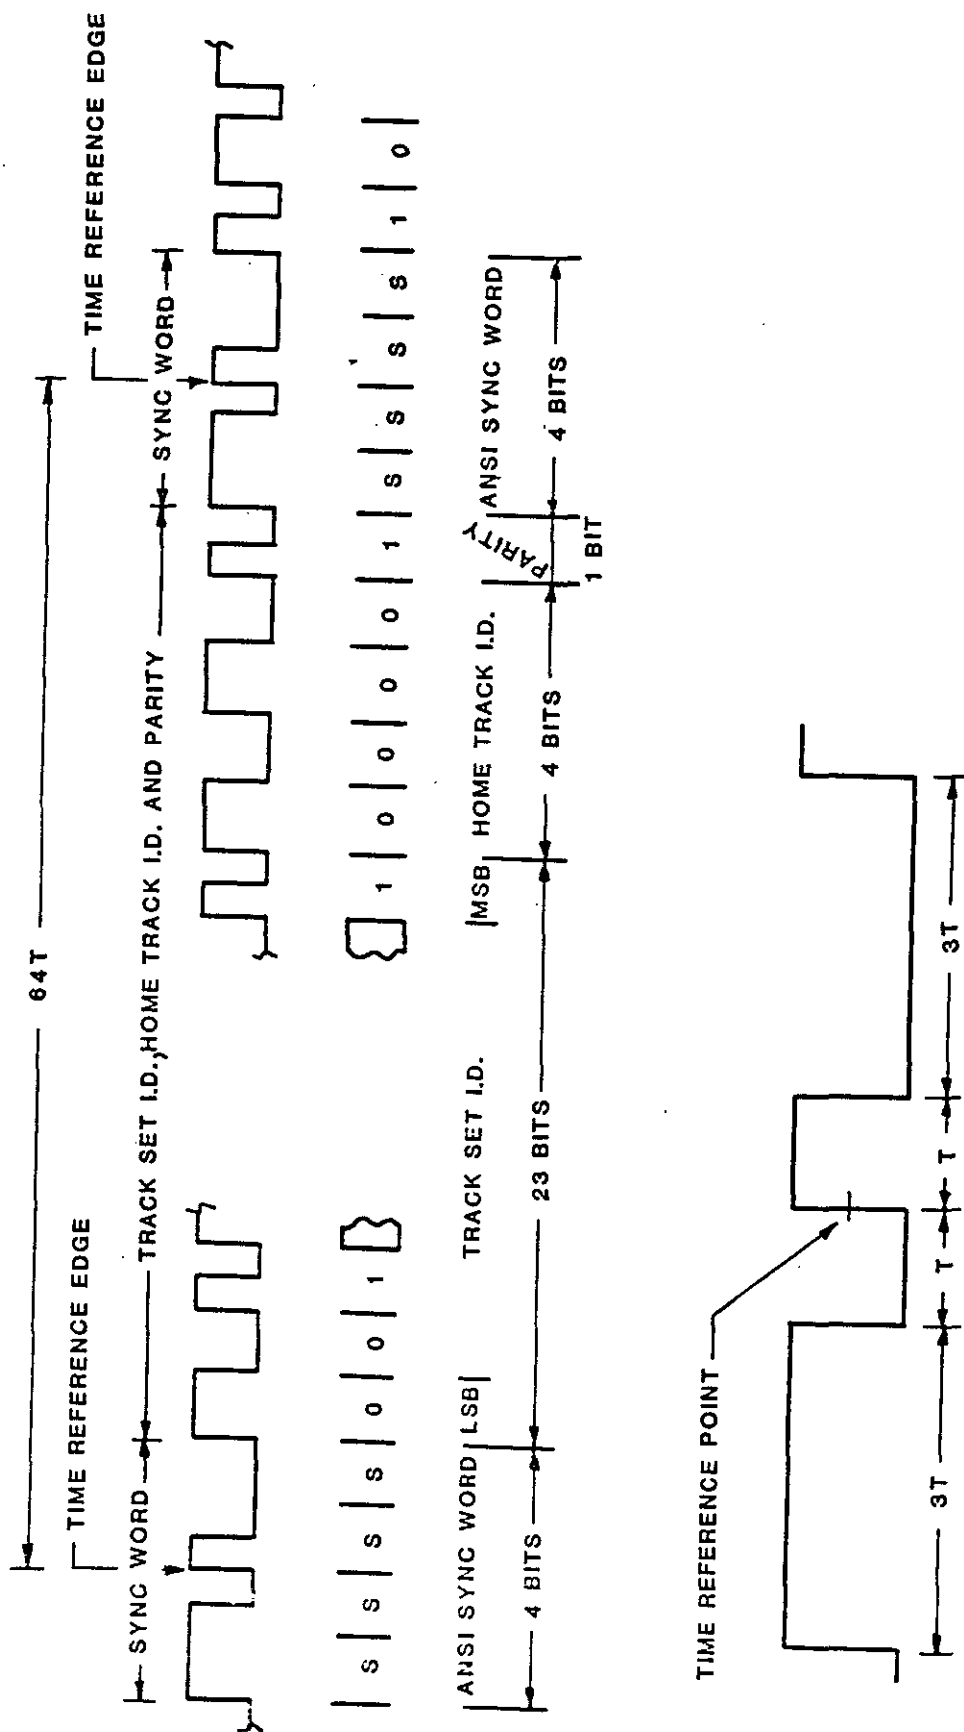 64T
TIME REFERENCE EDGE
TIME REFERENCE EDGE
SYNC WORD
TRACK SET I.D., HOME TRACK I.D. AND PARITY
SYNC WORD
S S S S 0 0 1
1 0 0 0 0 1 S S S S 1 0
ANSI SYNC WORD
LSB
TRACK SET I.D.
MSB
HOME TRACK I.D.
PARITY
ANSI SYNC WORD
4 BITS
23 BITS
4 BITS
1 BIT
4 BITS
TIME REFERENCE POINT
3T
T
T
3T